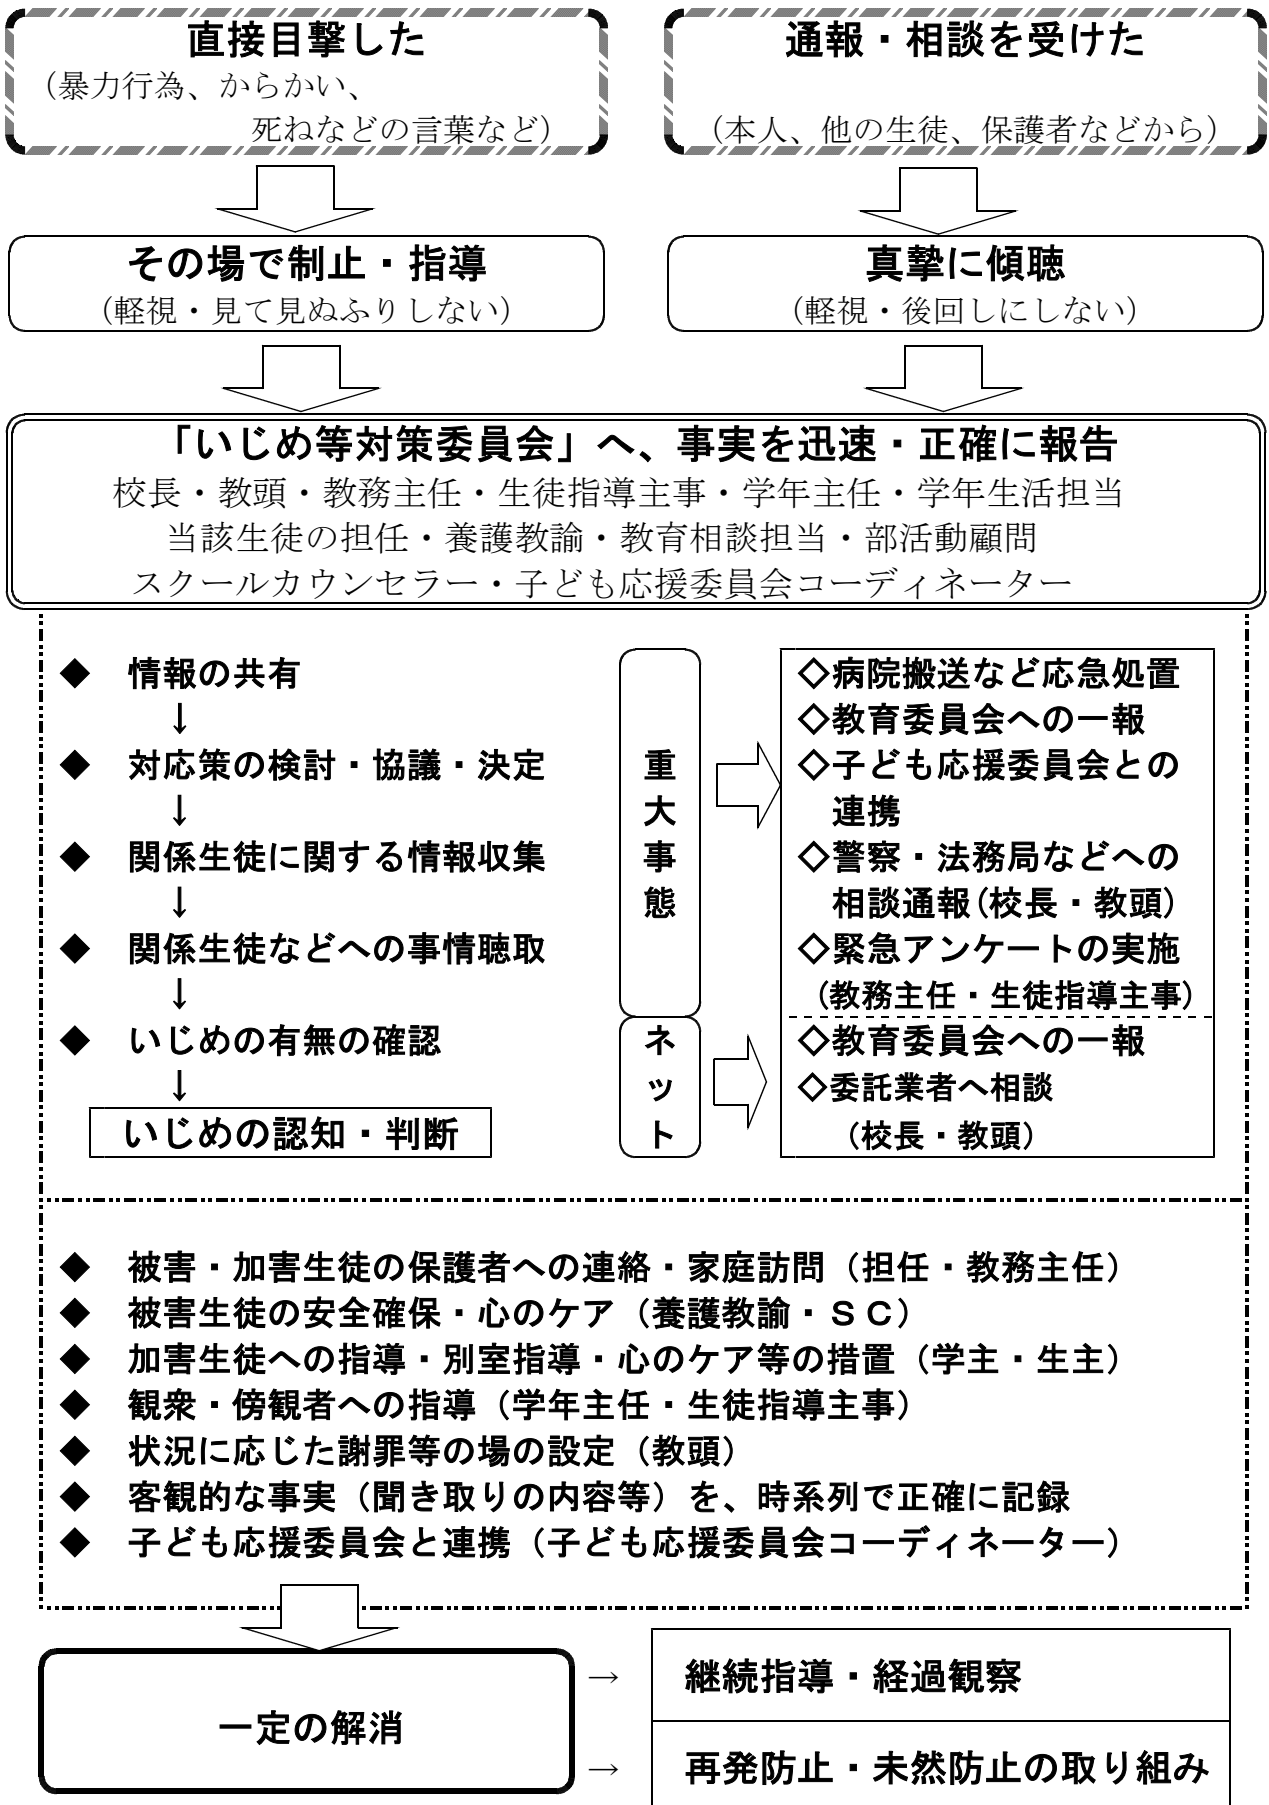 直接目撃した
（暴力行為、からかい、
死ねなどの言葉など）
通報・相談を受けた
（本人、他の生徒、保護者などから）
その場で制止・指導
（軽視・見て見ぬふりしない）
真摯に傾聴
（軽視・後回しにしない）
「いじめ等対策委員会」へ、事実を迅速・正確に報告
校長・教頭・教務主任・生徒指導主事・学年主任・学年生活担当
当該生徒の担任・養護教諭・教育相談担当・部活動顧問
スクールカウンセラー・子ども応援委員会コーディネーター
◆　情報の共有
↓
◆　対応策の検討・協議・決定
↓
◆　関係生徒に関する情報収集
↓
◆　関係生徒などへの事情聴取
↓
◆　いじめの有無の確認
↓
いじめの認知・判断
重
大
事
態
◇病院搬送など応急処置
◇教育委員会への一報
◇子ども応援委員会との
連携
◇警察・法務局などへの
相談通報(校長・教頭)
◇緊急アンケートの実施
(教務主任・生徒指導主事)
ネ
ッ
ト
◇教育委員会への一報
◇委託業者へ相談
（校長・教頭）
◆　被害・加害生徒の保護者への連絡・家庭訪問（担任・教務主任）
◆　被害生徒の安全確保・心のケア（養護教諭・ＳＣ）
◆　加害生徒への指導・別室指導・心のケア等の措置（学主・生主）
◆　観衆・傍観者への指導（学年主任・生徒指導主事）
◆　状況に応じた謝罪等の場の設定（教頭）
◆　客観的な事実（聞き取りの内容等）を、時系列で正確に記録
◆　子ども応援委員会と連携（子ども応援委員会コーディネーター）
一定の解消
→
継続指導・経過観察
→
再発防止・未然防止の取り組み